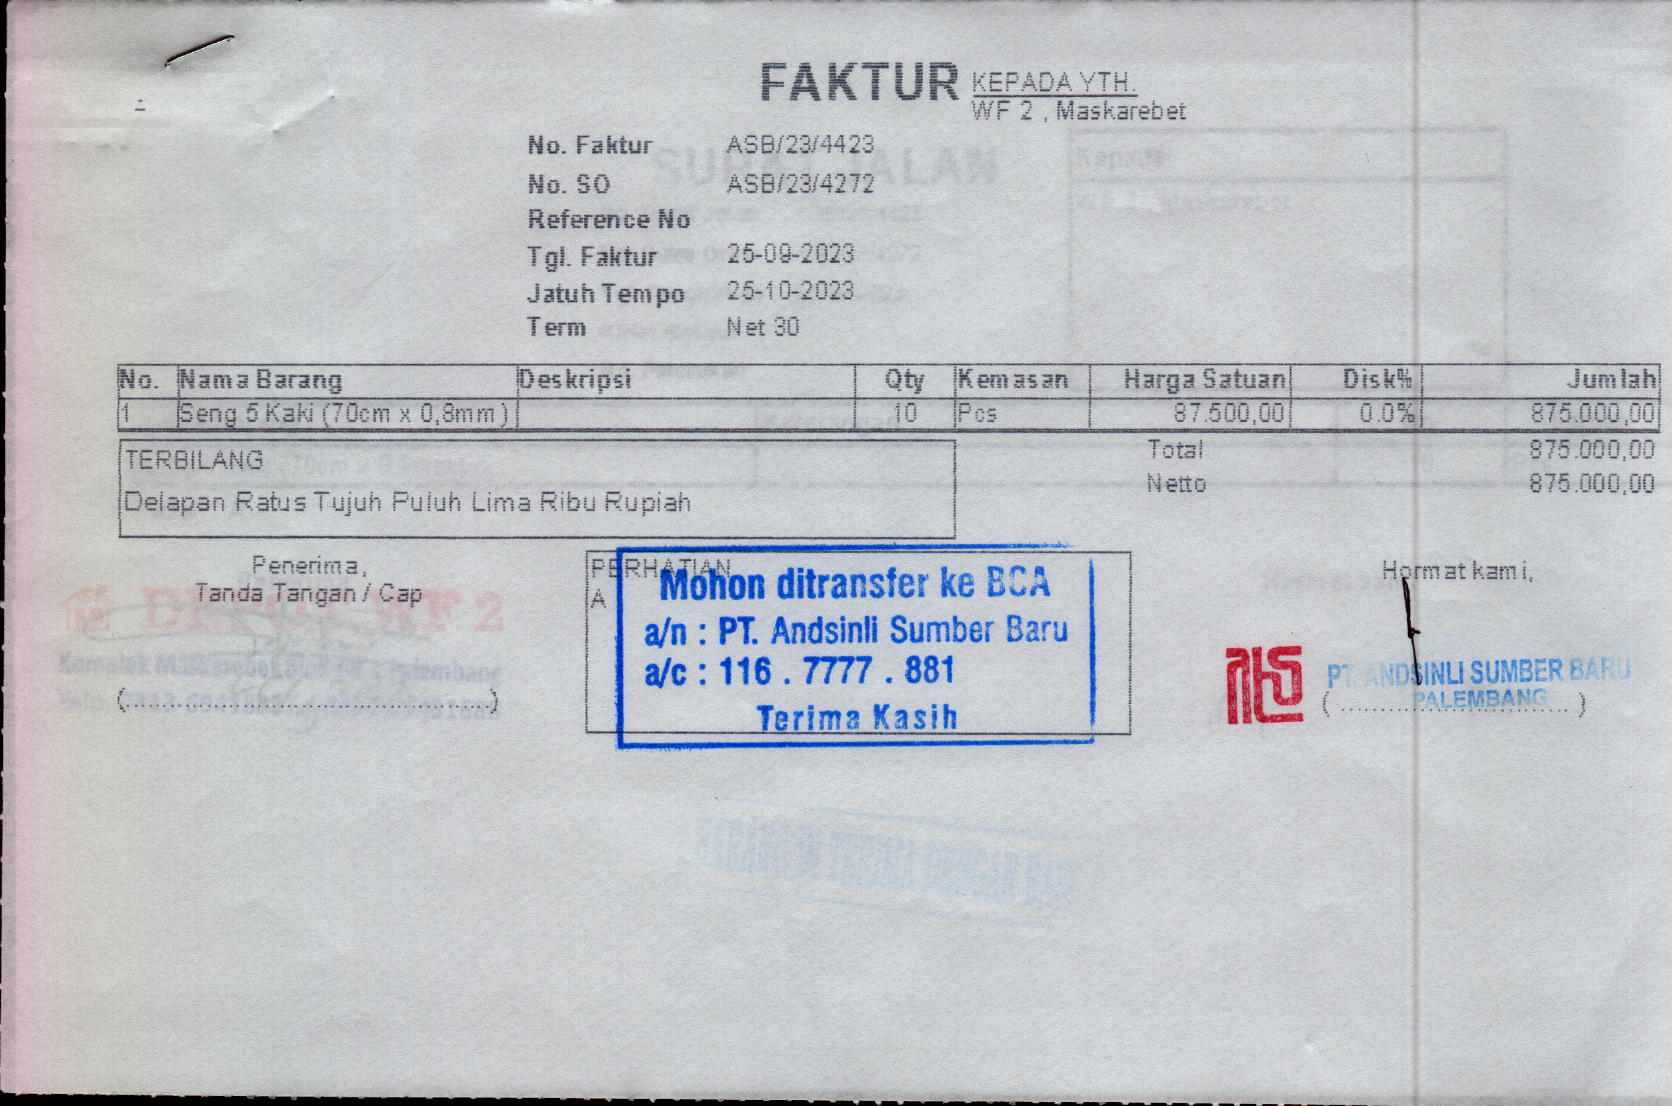 FAKTUR
KEPADA YTH.
WF 2 , Maskarebet
No. Faktur ASB/23/4423
No. SO ASB/23/4272
Reference No
Tgl. Faktur 25-09-2023
Jatuh Tempo 25-10-2023
Term Net 30
No. Nama Barang Deskripsi Qty Kemasan Harga Satuan Disk% Jumlah
1 Seng 5 Kaki (70cm x 0,8mm) 10 Pcs 87.500,00 0.0% 875.000,00
Total 875.000,00
Netto 875.000,00
TERBILANG
Delapan Ratus Tujuh Puluh Lima Ribu Rupiah
Penerima,
Tanda Tangan / Cap
(..............................)
PERHATIAN
A
Mohon ditransfer ke BCA
a/n : PT. Andsinli Sumber Baru
a/c : 116 . 7777 . 881
Terima Kasih
Hormat kami,
PT. ANDSINLI SUMBER BARU
PALEMBANG
(..............................)